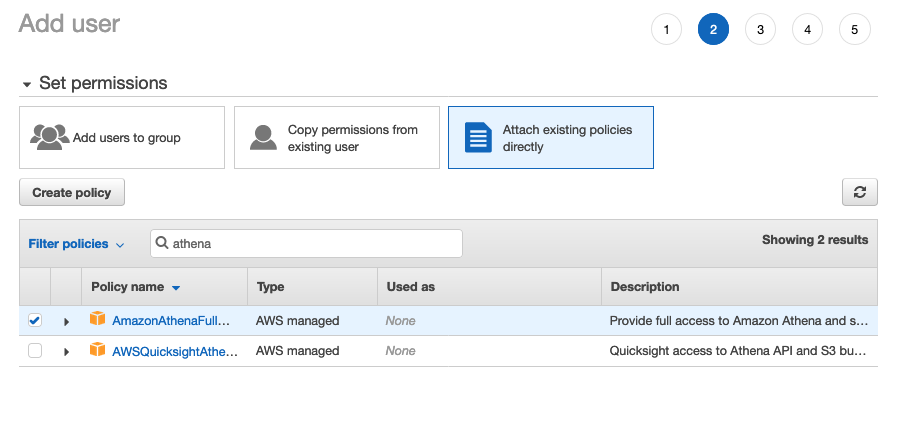 Add user
1 2 3 4 5
Set permissions
Add users to group
Copy permissions from
existing user
Attach existing policies
directly
Create policy
Filter policies
athena
Showing 2 results
Policy name Type Used as Description
AmazonAthenaFull... AWS managed None Provide full access to Amazon Athena and s...
AWSQuicksightAthe... AWS managed None Quicksight access to Athena API and S3 bu...